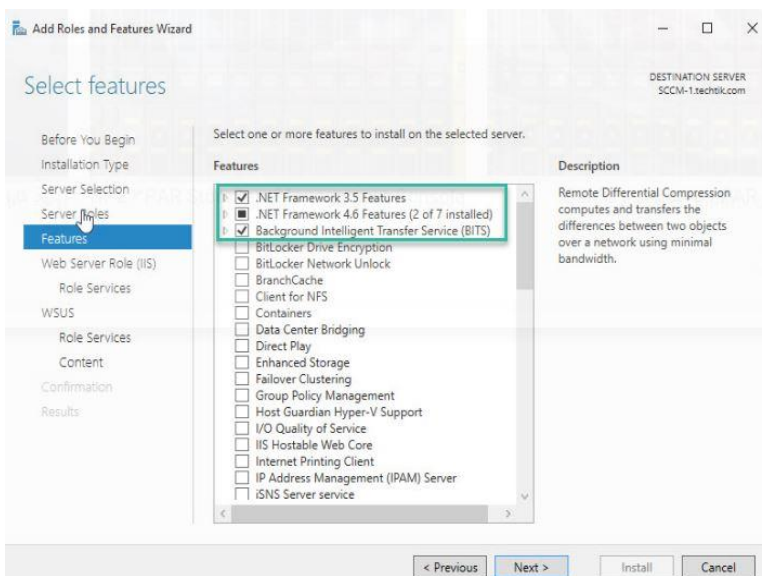 Add Roles and Features Wizard
Select features
DESTINATION SERVER
SCCM-1.techtik.com
Before You Begin
Installation Type
Server Selection
Server Roles
Features
Web Server Role (IIS)
Role Services
WSUS
Role Services
Content
Confirmation
Results
Select one or more features to install on the selected server.
Features
.NET Framework 3.5 Features
.NET Framework 4.6 Features (2 of 7 installed)
Background Intelligent Transfer Service (BITS)
BitLocker Drive Encryption
BitLocker Network Unlock
BranchCache
Client for NFS
Containers
Data Center Bridging
Direct Play
Enhanced Storage
Failover Clustering
Group Policy Management
Host Guardian Hyper-V Support
I/O Quality of Service
IIS Hostable Web Core
Internet Printing Client
IP Address Management (IPAM) Server
iSNS Server service
Description
Remote Differential Compression
computes and transfers the
differences between two objects
over a network using minimal
bandwidth.
< Previous
Next >
Install
Cancel